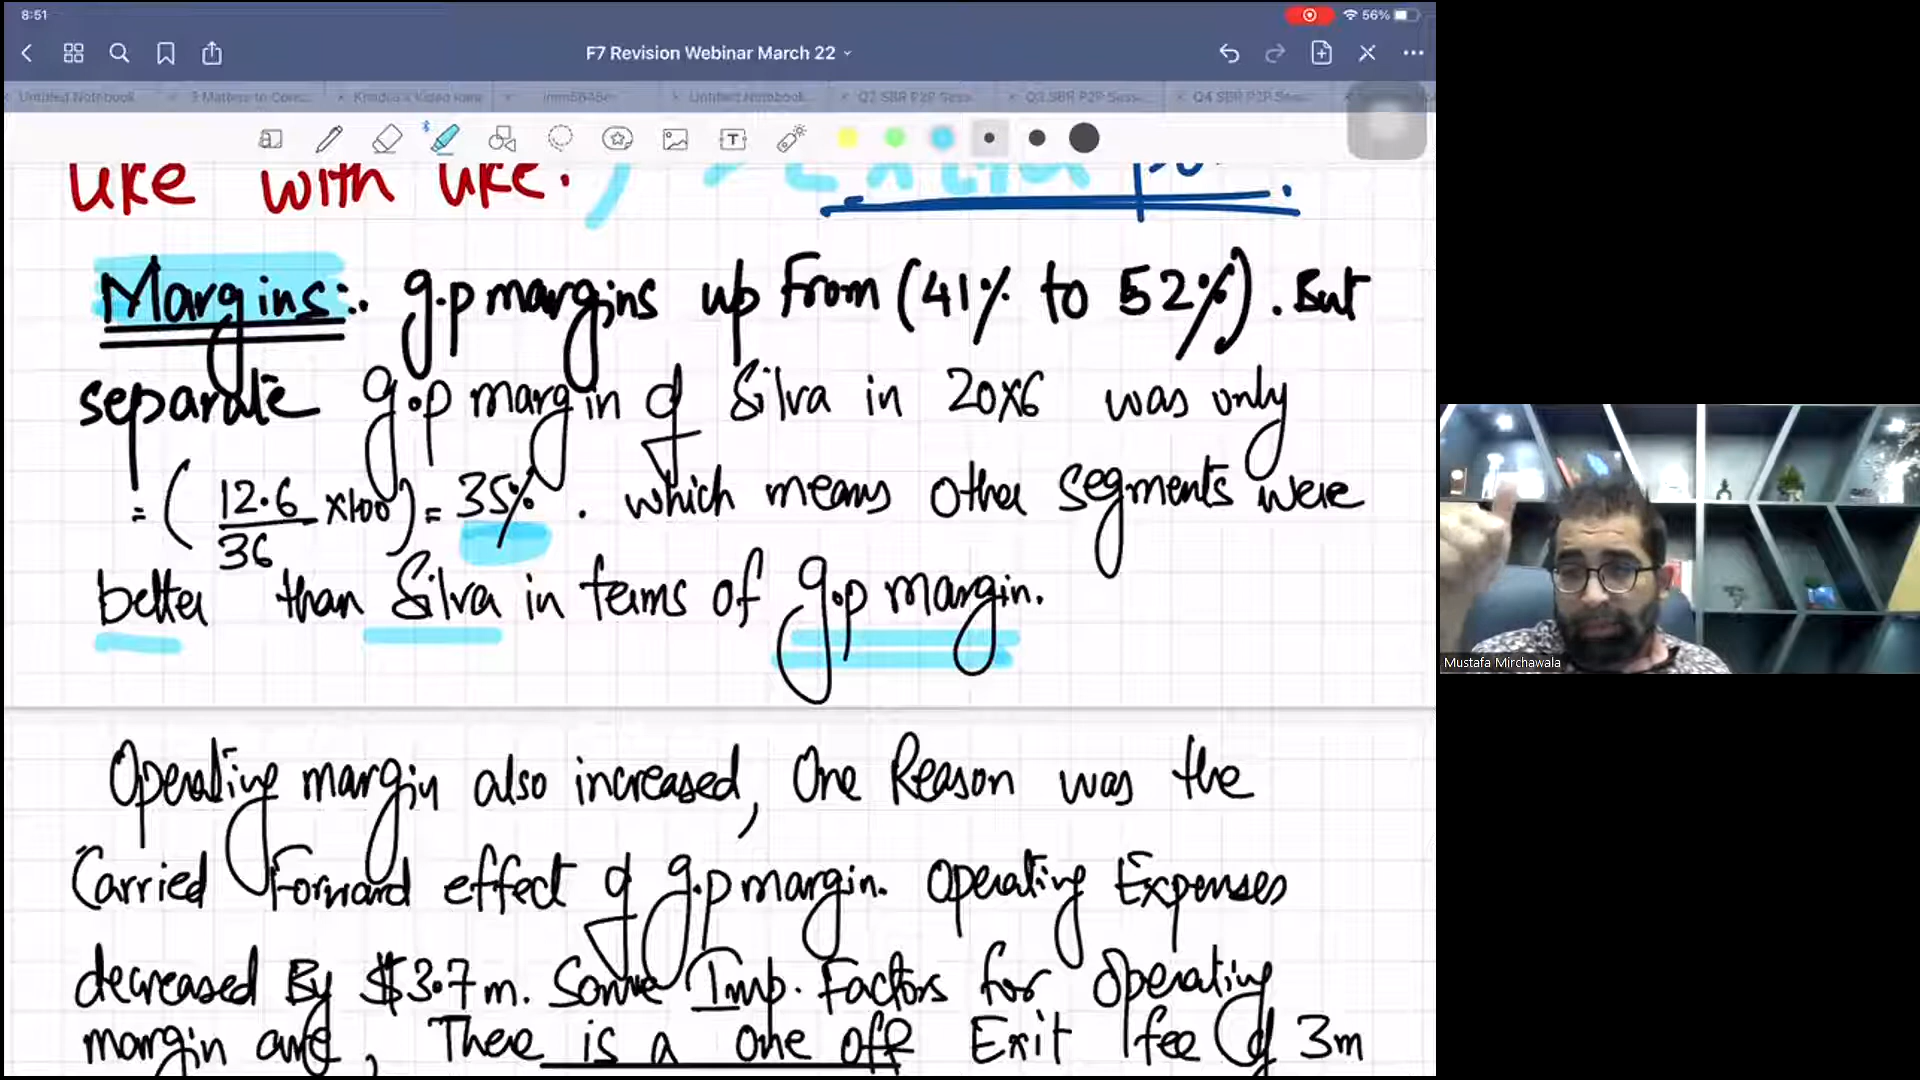 8:51
56%
F7 Revision Webinar March 22
Untitled Notebook
Untitled Notebook...
Q2 SBR P2P Sess...
Q3 SBR P2P Sess...
Q4 SBR P2P Sess...
like with like.
Margins:. g.p margins up from (41% to 52%). But
separate g.p margin of Silva in 20X6 was only
= (12.6/36 x100) = 35%. which means other segments were
better than Silva in terms of g.p margin.
Operating margin also increased, One Reason was the
Carried Forward effect of g.p margin. Operating Expenses
decreased By $3.7m. Some Imp. Factors for Operating
margin are, There is a one off Exit fee of 3m
Mustafa Mirchawala